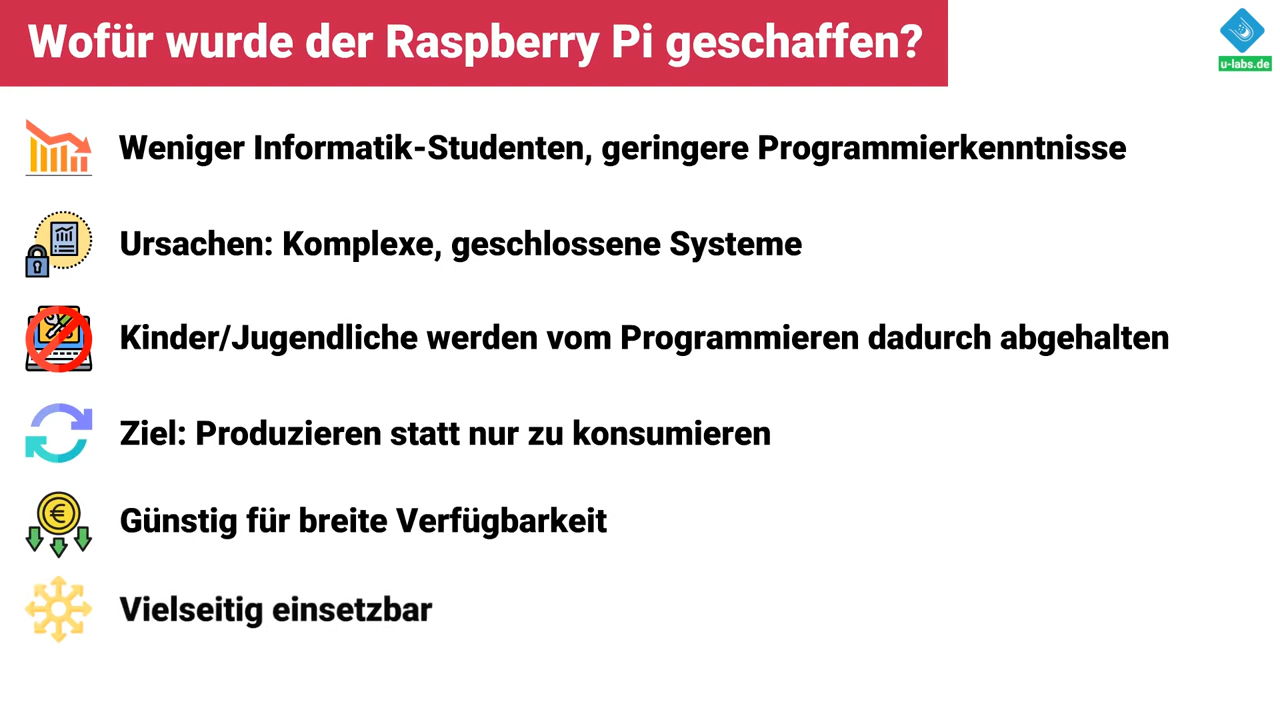 Wofür wurde der Raspberry Pi geschaffen?
u-labs.de
Weniger Informatik-Studenten, geringere Programmierkenntnisse
Ursachen: Komplexe, geschlossene Systeme
Kinder/Jugendliche werden vom Programmieren dadurch abgehalten
Ziel: Produzieren statt nur zu konsumieren
€
Günstig für breite Verfügbarkeit
Vielseitig einsetzbar